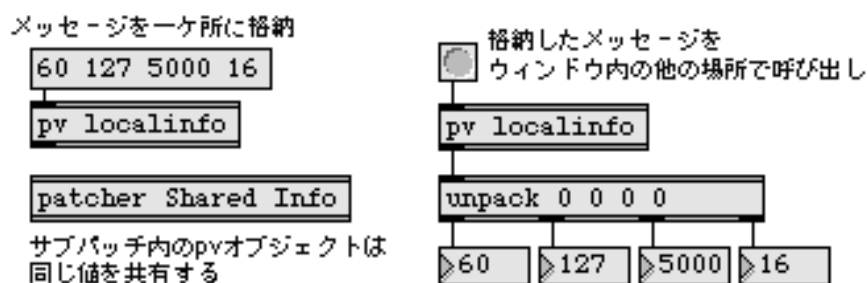 メッセージを一ケ所に格納
60 127 5000 16
pv localinfo
patcher Shared Info
サブパッチ内のpvオブジェクトは
同じ値を共有する
格納したメッセージを
ウィンドウ内の他の場所で呼び出し
pv localinfo
unpack 0 0 0 0
60 127 5000 16